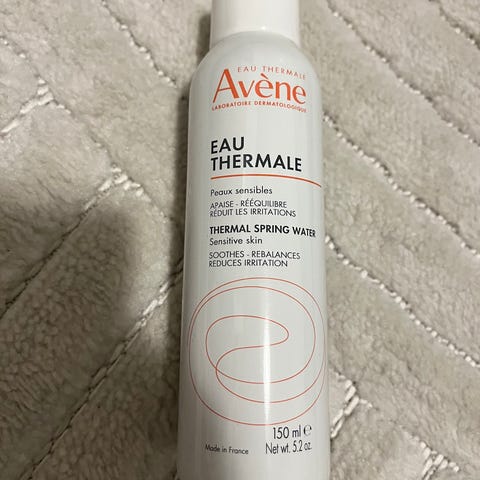 EAU THERMALE
Avène
LABORATOIRE DERMATOLOGIQUE
EAU
THERMALE
Peaux sensibles
APAISE - RÉÉQUILIBRE
RÉDUIT LES IRRITATIONS
THERMAL SPRING WATER
Sensitive skin
SOOTHES - REBALANCES
REDUCES IRRITATION
150 ml ℮
Made in France Net wt. 5.2 oz.